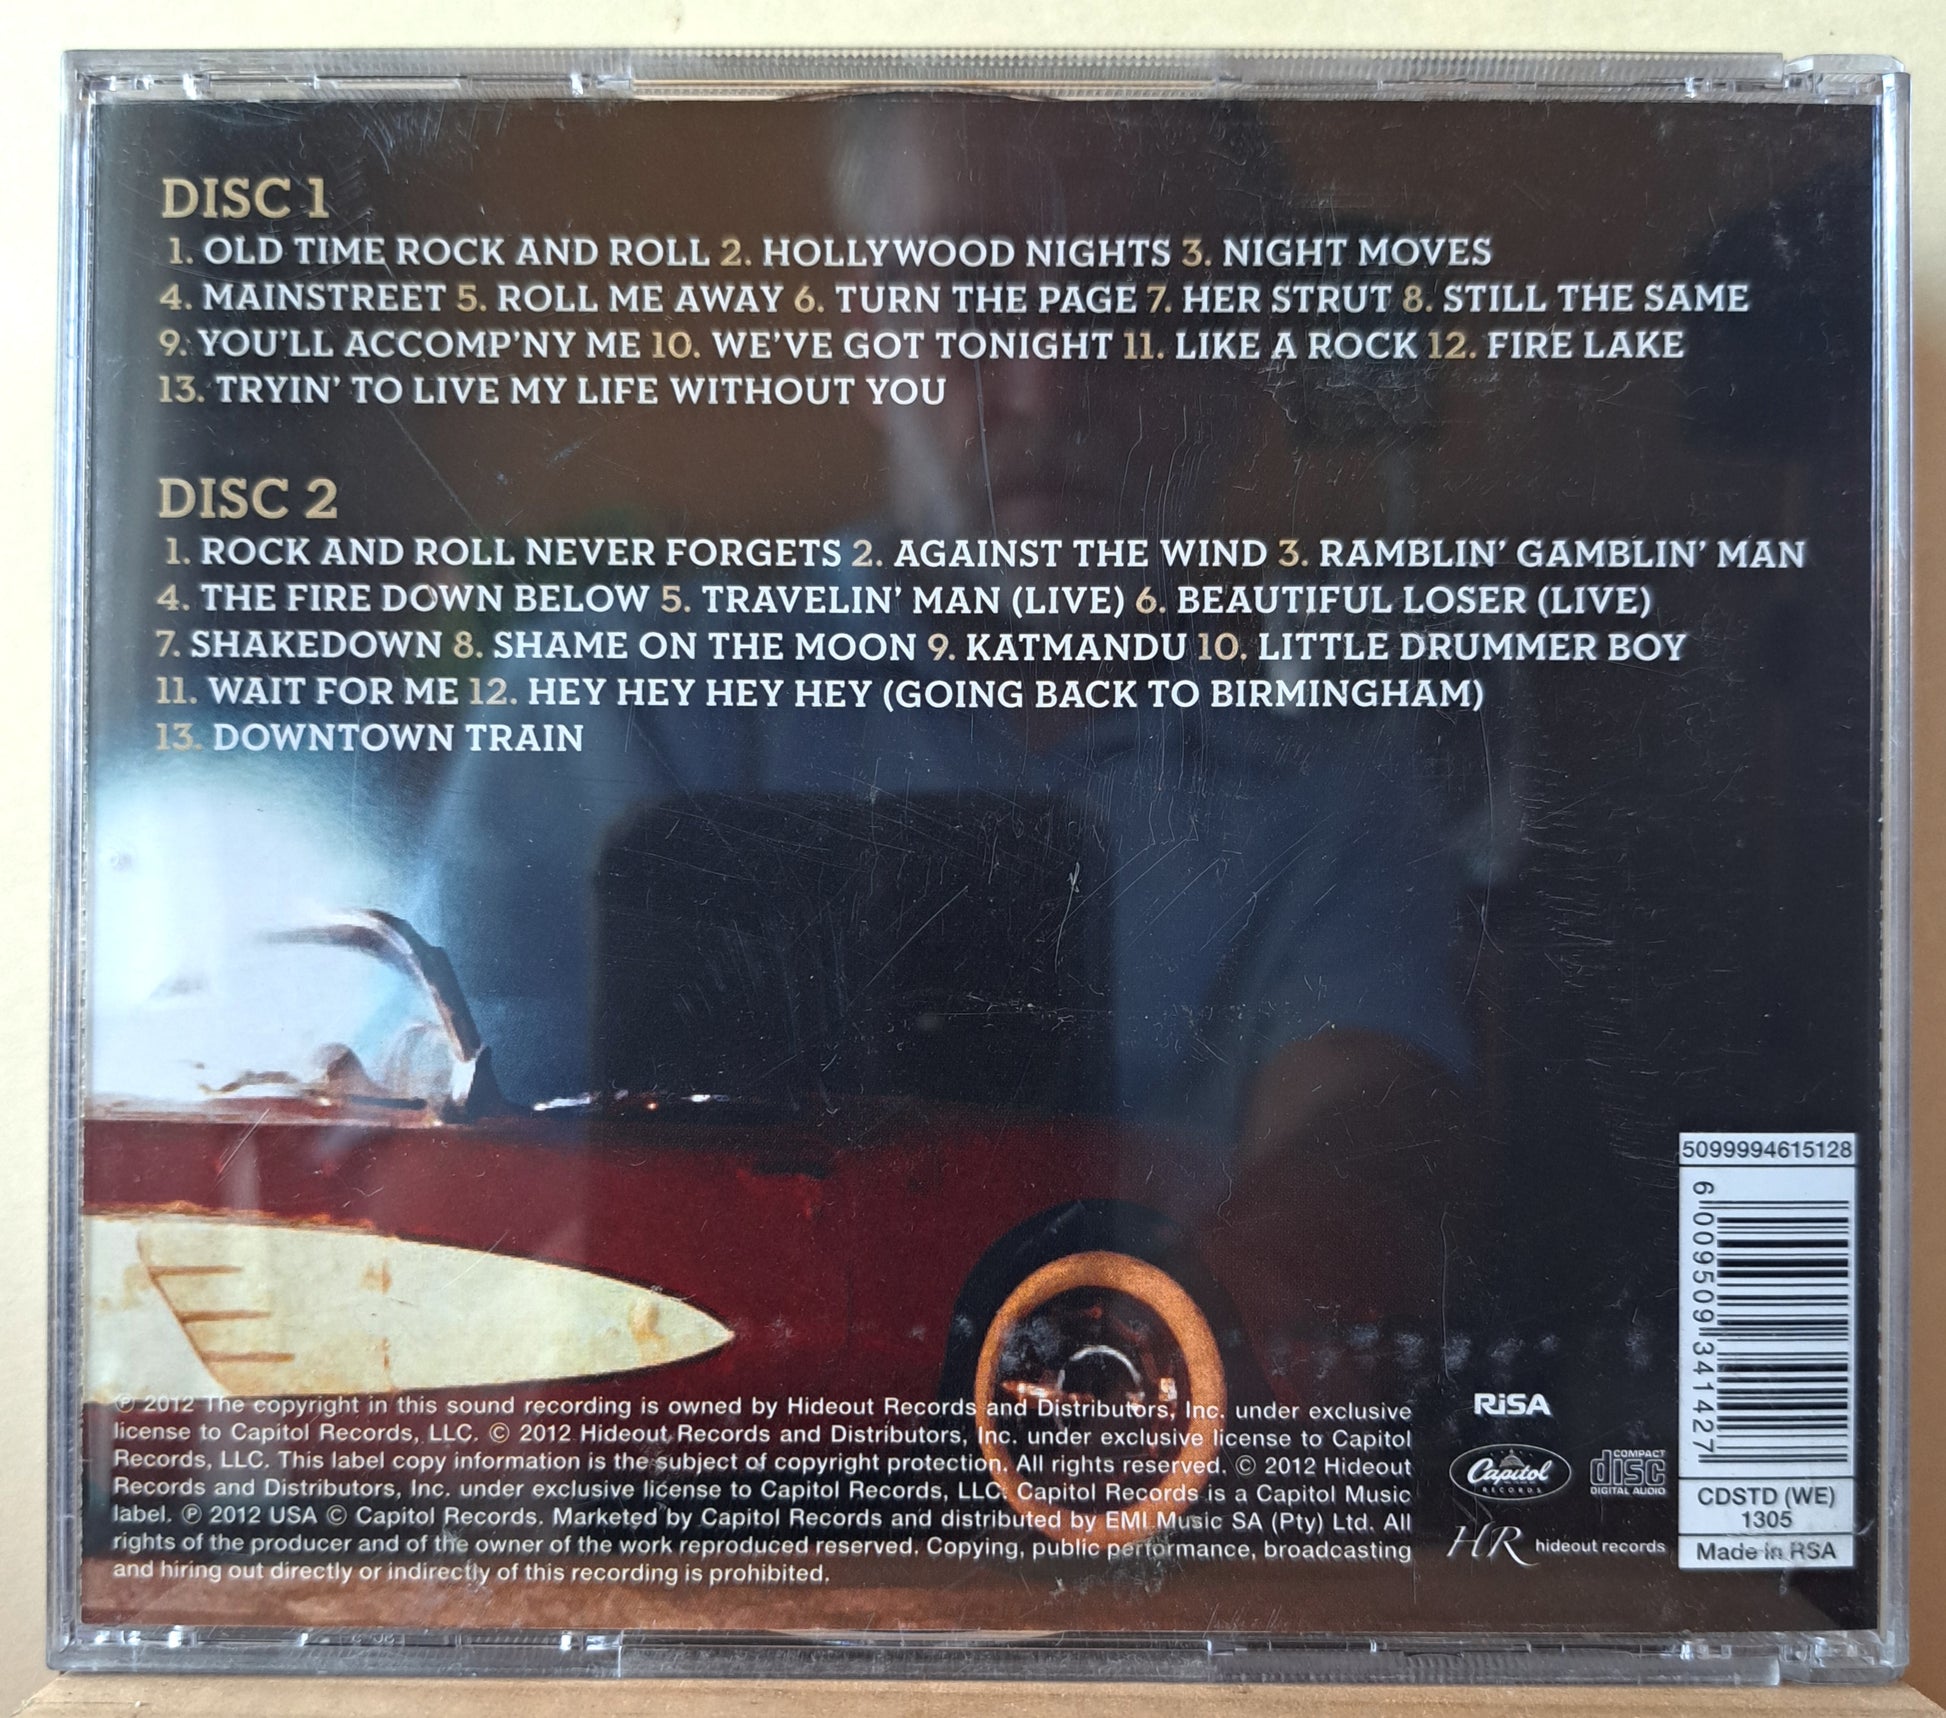 DISC 1
1. OLD TIME ROCK AND ROLL 2. HOLLYWOOD NIGHTS 3. NIGHT MOVES
4. MAINSTREET 5. ROLL ME AWAY 6. TURN THE PAGE 7. HER STRUT 8. STILL THE SAME
9. YOU'LL ACCOMP'NY ME 10. WE'VE GOT TONIGHT 11. LIKE A ROCK 12. FIRE LAKE
13. TRYIN' TO LIVE MY LIFE WITHOUT YOU
DISC 2
1. ROCK AND ROLL NEVER FORGETS 2. AGAINST THE WIND 3. RAMBLIN' GAMBLIN' MAN
4. THE FIRE DOWN BELOW 5. TRAVELIN' MAN (LIVE) 6. BEAUTIFUL LOSER (LIVE)
7. SHAKEDOWN 8. SHAME ON THE MOON 9. KATMANDU 10. LITTLE DRUMMER BOY
11. WAIT FOR ME 12. HEY HEY HEY HEY (GOING BACK TO BIRMINGHAM)
13. DOWNTOWN TRAIN
℗ 2012 The copyright in this sound recording is owned by Hideout Records and Distributors, Inc. under exclusive
license to Capitol Records, LLC. © 2012 Hideout Records and Distributors, Inc. under exclusive license to Capitol
Records, LLC. This label copy information is the subject of copyright protection. All rights reserved. © 2012 Hideout
Records and Distributors, Inc. under exclusive license to Capitol Records, LLC. Capitol Records is a Capitol Music
label. ℗ 2012 USA © Capitol Records. Marketed by Capitol Records and distributed by EMI Music SA (Pty) Ltd. All
rights of the producer and of the owner of the work reproduced reserved. Copying, public performance, broadcasting
and hiring out directly or indirectly of this recording is prohibited.
RiSA
Capitol
RECORDS
COMPACT
disc
DIGITAL AUDIO
HR hideout records
5099994615128
6 009509 341427
CDSTD (WE)
1305
Made in RSA